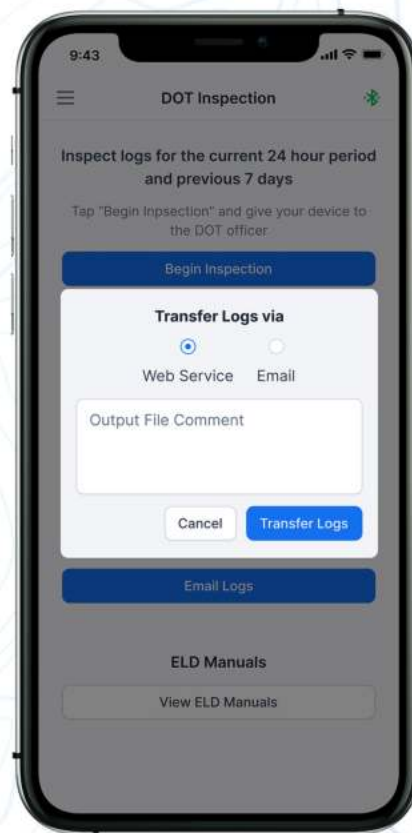 9:43
DOT Inspection
Inspect logs for the current 24 hour period
and previous 7 days
Tap "Begin Inpsection" and give your device to
the DOT officer
Begin Inspection
Transfer Logs via
Web Service Email
Output File Comment
Cancel Transfer Logs
Email Logs
ELD Manuals
View ELD Manuals